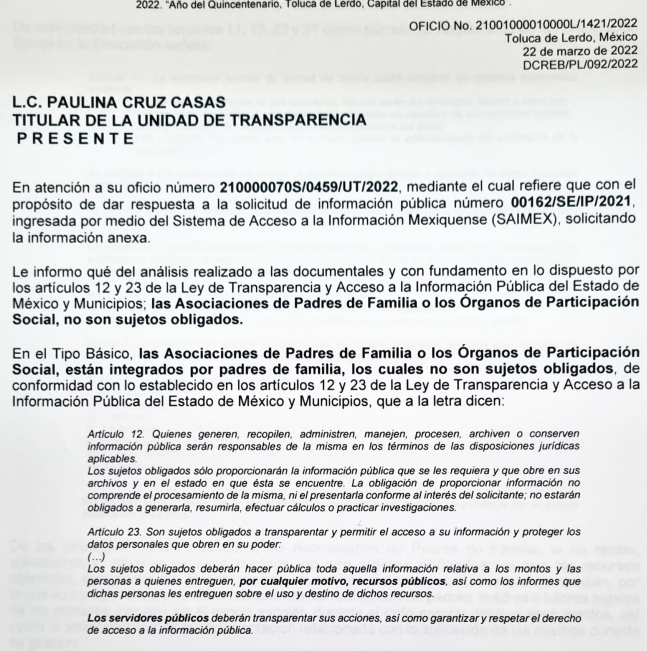 2022. "Año del Quincentenario, Toluca de Lerdo, Capital del Estado de México".
OFICIO No. 21001000010000L/1421/2022
Toluca de Lerdo, México
22 de marzo de 2022
DCREB/PL/092/2022
L.C. PAULINA CRUZ CASAS
TITULAR DE LA UNIDAD DE TRANSPARENCIA
P R E S E N T E
En atención a su oficio número 210000070S/0459/UT/2022, mediante el cual refiere que con el
propósito de dar respuesta a la solicitud de información pública número 00162/SE/IP/2021,
ingresada por medio del Sistema de Acceso a la Información Mexiquense (SAIMEX), solicitando
la información anexa.
Le informo qué del análisis realizado a las documentales y con fundamento en lo dispuesto por
los artículos 12 y 23 de la Ley de Transparencia y Acceso a la Información Pública del Estado de
México y Municipios; las Asociaciones de Padres de Familia o los Órganos de Participación
Social, no son sujetos obligados.
En el Tipo Básico, las Asociaciones de Padres de Familia o los Órganos de Participación
Social, están integrados por padres de familia, los cuales no son sujetos obligados, de
conformidad con lo establecido en los artículos 12 y 23 de la Ley de Transparencia y Acceso a la
Información Pública del Estado de México y Municipios, que a la letra dicen:
Artículo 12. Quienes generen, recopilen, administren, manejen, procesen, archiven o conserven
información pública serán responsables de la misma en los términos de las disposiciones jurídicas
aplicables.
Los sujetos obligados sólo proporcionarán la información pública que se les requiera y que obre en sus
archivos y en el estado en que ésta se encuentre. La obligación de proporcionar información no
comprende el procesamiento de la misma, ni el presentarla conforme al interés del solicitante; no estarán
obligados a generarla, resumirla, efectuar cálculos o practicar investigaciones.
Artículo 23. Son sujetos obligados a transparentar y permitir el acceso a su información y proteger los
datos personales que obren en su poder:
(...)
Los sujetos obligados deberán hacer pública toda aquella información relativa a los montos y las
personas a quienes entreguen, por cualquier motivo, recursos públicos, así como los informes que
dichas personas les entreguen sobre el uso y destino de dichos recursos.
Los servidores públicos deberán transparentar sus acciones, así como garantizar y respetar el derecho
de acceso a la información pública.